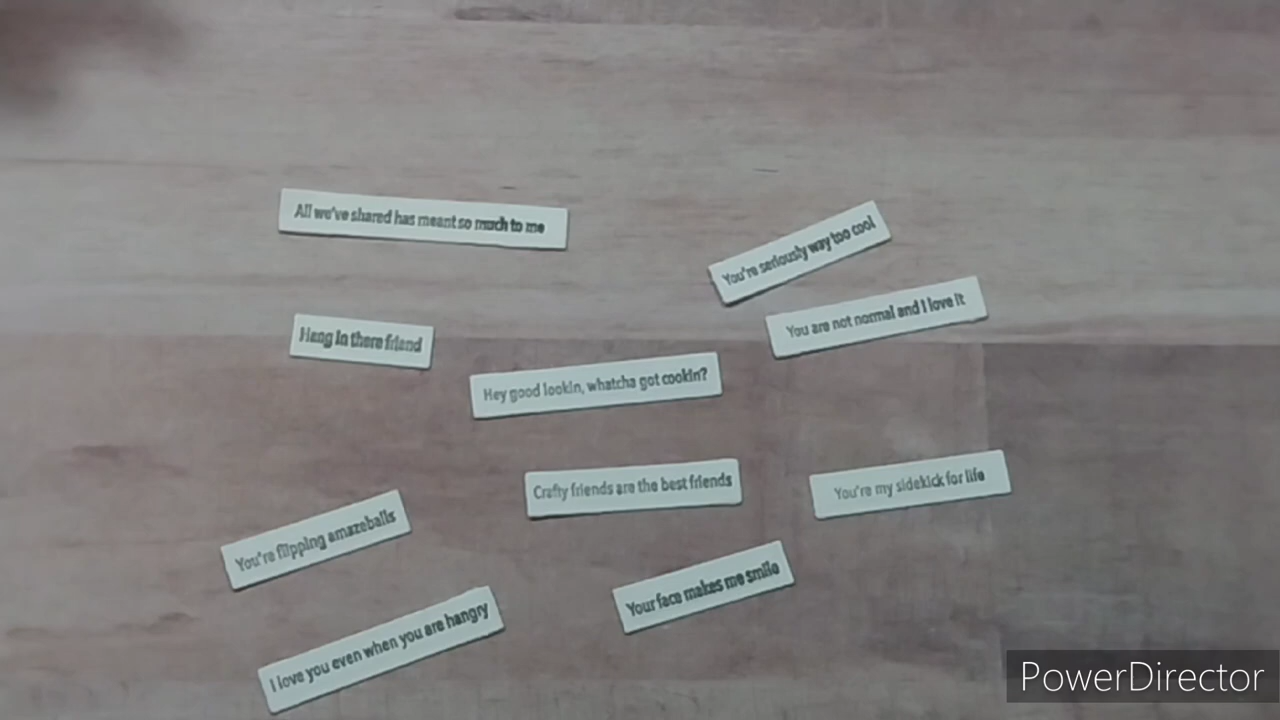 All we've shared has meant so much to me
You're seriously way too cool
You are not normal and I love it
Hang in there friend
Hey good lookin, whatcha got cookin?
Crafty friends are the best friends
You're my sidekick for life
You're flipping amazeballs
Your face makes me smile
I love you even when you are hangry
PowerDirector